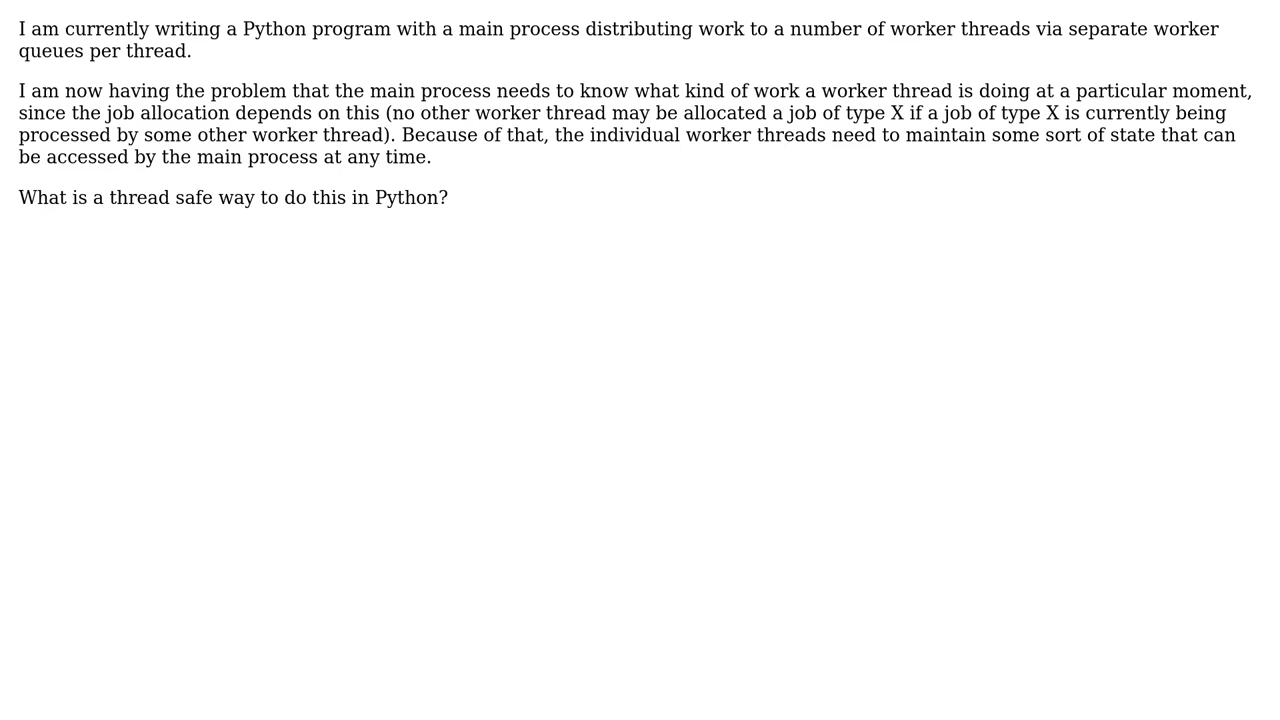 I am currently writing a Python program with a main process distributing work to a number of worker threads via separate worker
queues per thread.
I am now having the problem that the main process needs to know what kind of work a worker thread is doing at a particular moment,
since the job allocation depends on this (no other worker thread may be allocated a job of type X if a job of type X is currently being
processed by some other worker thread). Because of that, the individual worker threads need to maintain some sort of state that can
be accessed by the main process at any time.
What is a thread safe way to do this in Python?